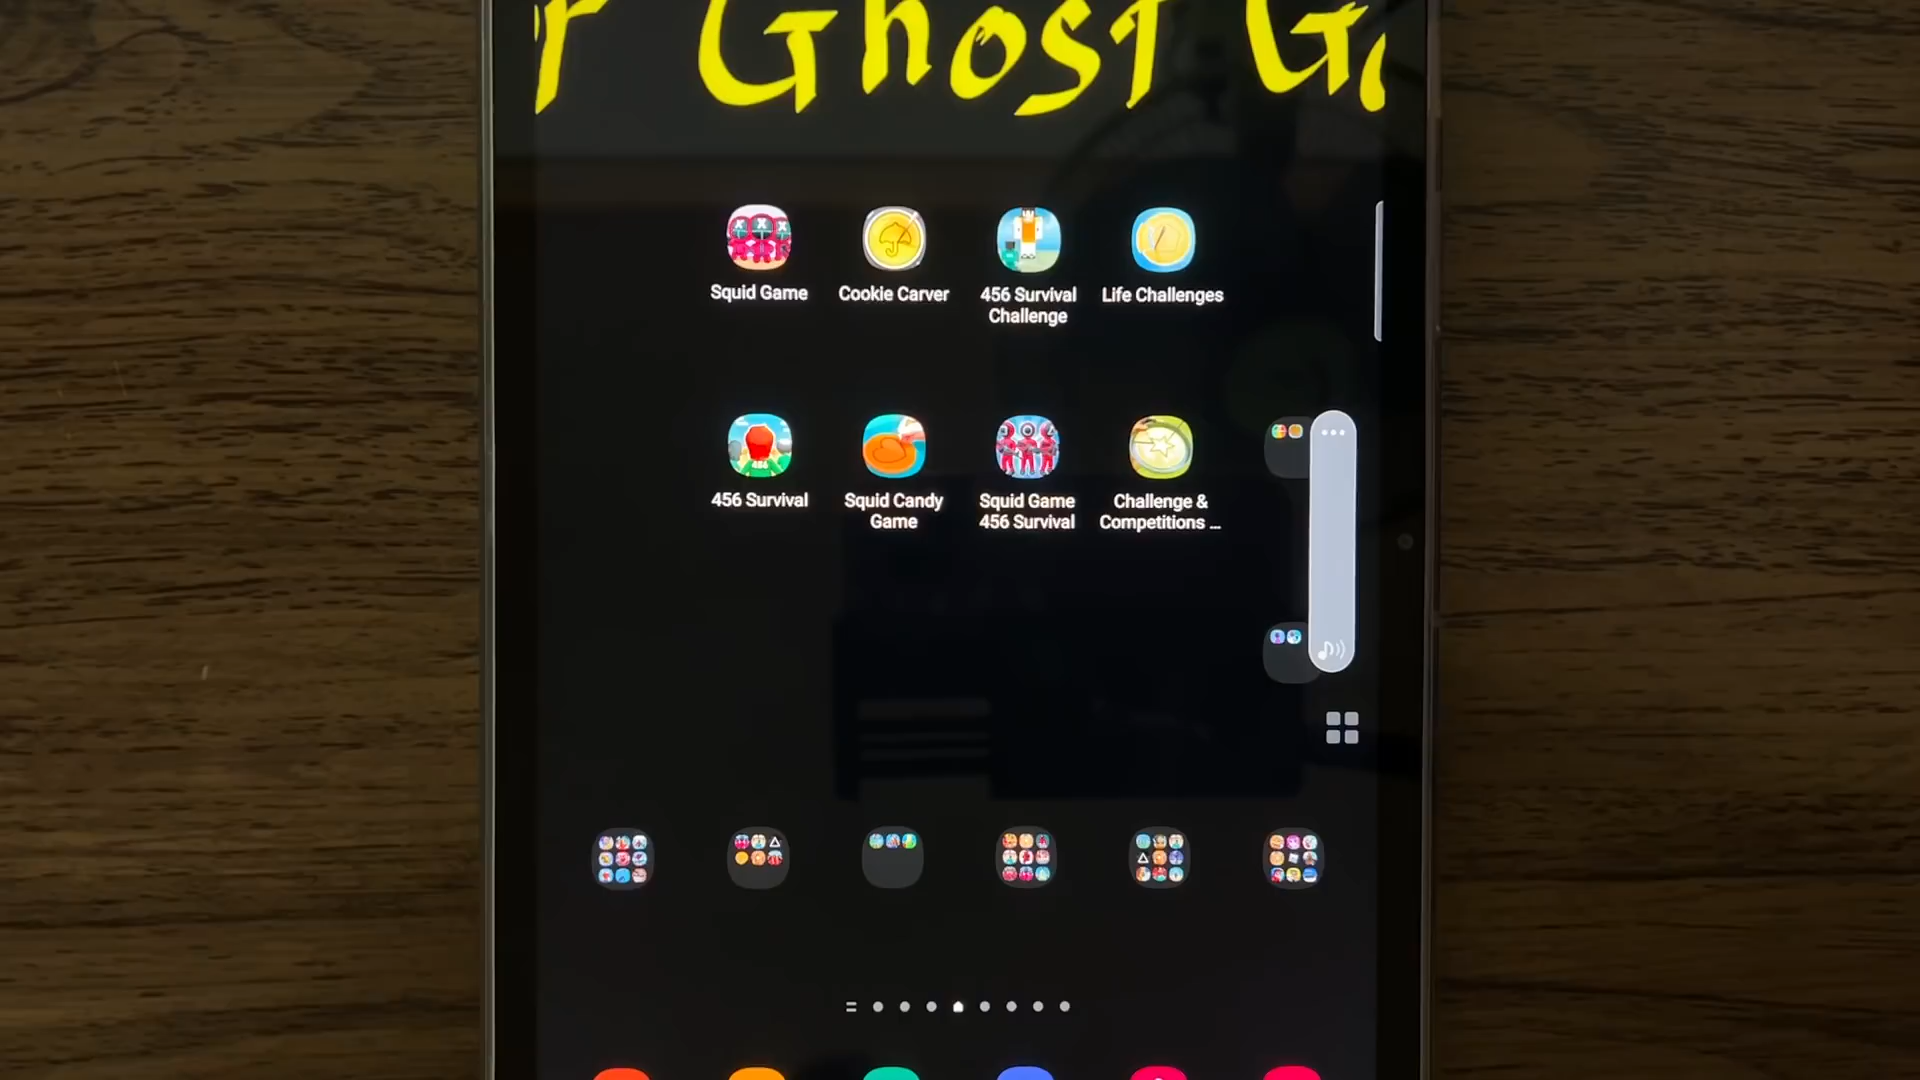 r Ghost G
Squid Game
Cookie Carver
456 Survival
Challenge
Life Challenges
456 Survival
Squid Candy
Game
Squid Game
456 Survival
Challenge &
Competitions ...